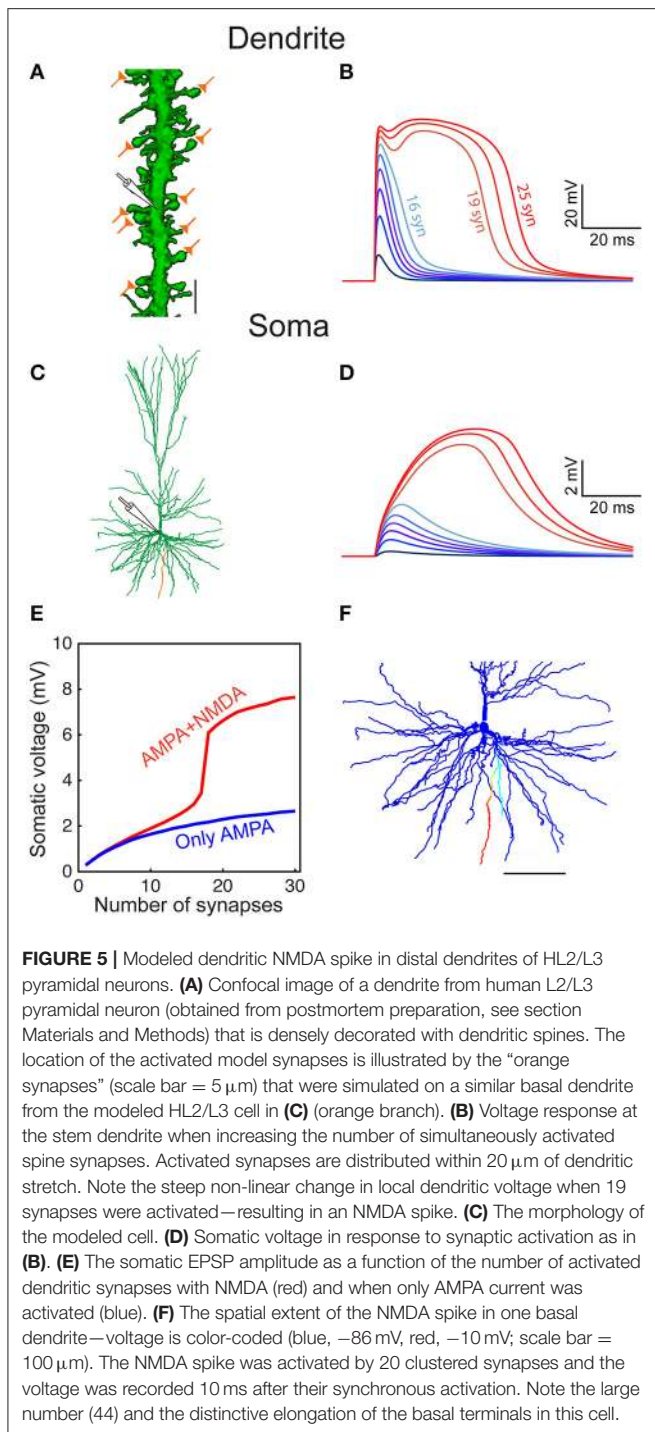 Dendrite
A
B
16 syn
19 syn
25 syn
20 mV
20 ms
Soma
C
D
2 mV
20 ms
E
F
Somatic voltage (mV)
10
8
6
4
2
0
AMPA+NMDA
Only AMPA
0
10
20
30
Number of synapses
FIGURE 5 | Modeled dendritic NMDA spike in distal dendrites of HL2/L3
pyramidal neurons. (A) Confocal image of a dendrite from human L2/L3
pyramidal neuron (obtained from postmortem preparation, see section
Materials and Methods) that is densely decorated with dendritic spines. The
location of the activated model synapses is illustrated by the “orange
synapses” (scale bar = 5 μm) that were simulated on a similar basal dendrite
from the modeled HL2/L3 cell in (C) (orange branch). (B) Voltage response at
the stem dendrite when increasing the number of simultaneously activated
spine synapses. Activated synapses are distributed within 20 μm of dendritic
stretch. Note the steep non-linear change in local dendritic voltage when 19
synapses were activated—resulting in an NMDA spike. (C) The morphology of
the modeled cell. (D) Somatic voltage in response to synaptic activation as in
(B). (E) The somatic EPSP amplitude as a function of the number of activated
dendritic synapses with NMDA (red) and when only AMPA current was
activated (blue). (F) The spatial extent of the NMDA spike in one basal
dendrite—voltage is color-coded (blue, −86 mV, red, −10 mV; scale bar =
100 μm). The NMDA spike was activated by 20 clustered synapses and the
voltage was recorded 10 ms after their synchronous activation. Note the large
number (44) and the distinctive elongation of the basal terminals in this cell.